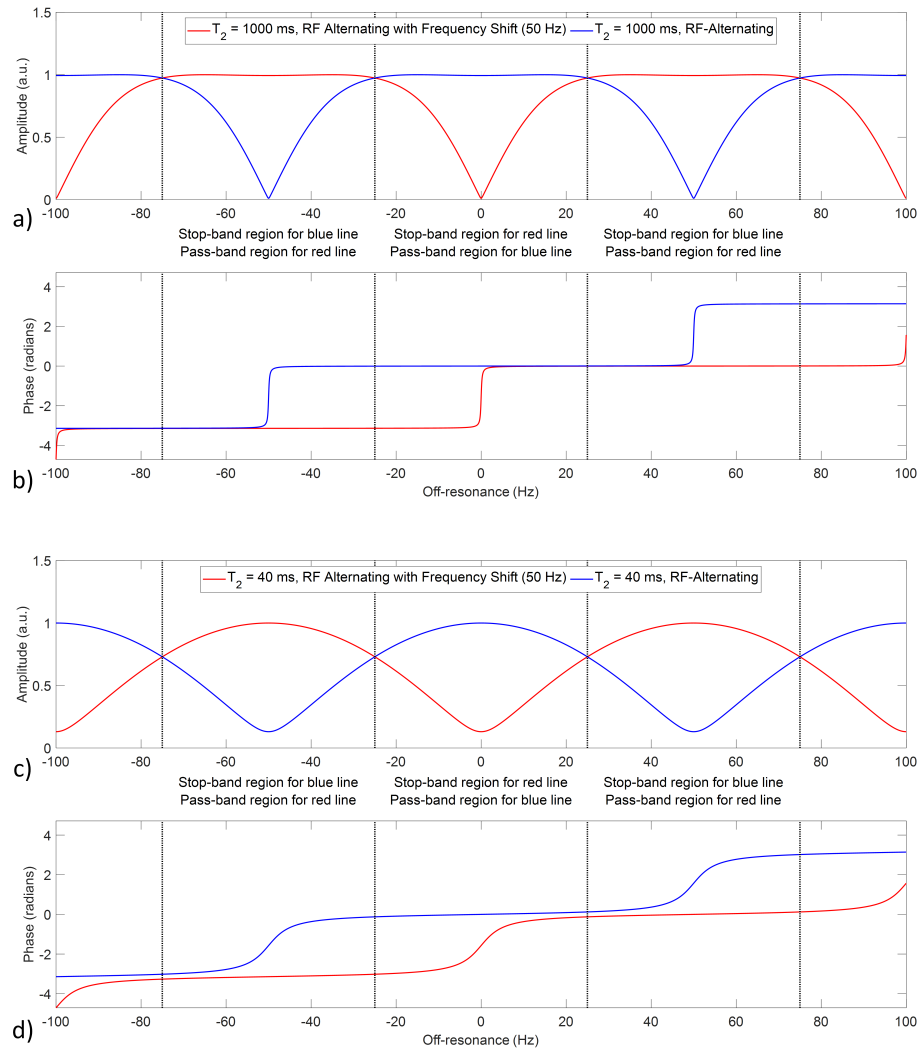 T2 = 1000 ms, RF Alternating with Frequency Shift (50 Hz) T2 = 1000 ms, RF-Alternating
1.5
1
0.5
0
Amplitude (a.u.)
-100 -80 -60 -40 -20 0 20 40 60 80 100
a)
Stop-band region for blue line Stop-band region for red line Stop-band region for blue line
Pass-band region for red line Pass-band region for blue line Pass-band region for red line
4
2
0
-2
-4
Phase (radians)
-100 -80 -60 -40 -20 0 20 40 60 80 100
b)
Off-resonance (Hz)
T2 = 40 ms, RF Alternating with Frequency Shift (50 Hz) T2 = 40 ms, RF-Alternating
1.5
1
0.5
0
Amplitude (a.u.)
-100 -80 -60 -40 -20 0 20 40 60 80 100
c)
Stop-band region for blue line Stop-band region for red line Stop-band region for blue line
Pass-band region for red line Pass-band region for blue line Pass-band region for red line
4
2
0
-2
-4
Phase (radians)
-100 -80 -60 -40 -20 0 20 40 60 80 100
d)
Off-resonance (Hz)